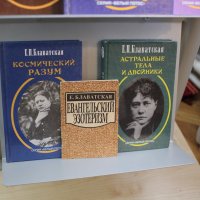 Е.П.Блаватская
КОСМИЧЕСКИЙ
РАЗУМ
Е.П.Блаватская
АСТРАЛЬНЫЕ
ТЕЛА
И ДВОЙНИКИ
Е. БЛАВАТСКАЯ
ЕВАНГЕЛЬСКИЙ
ЭЗОТЕРИЗМ